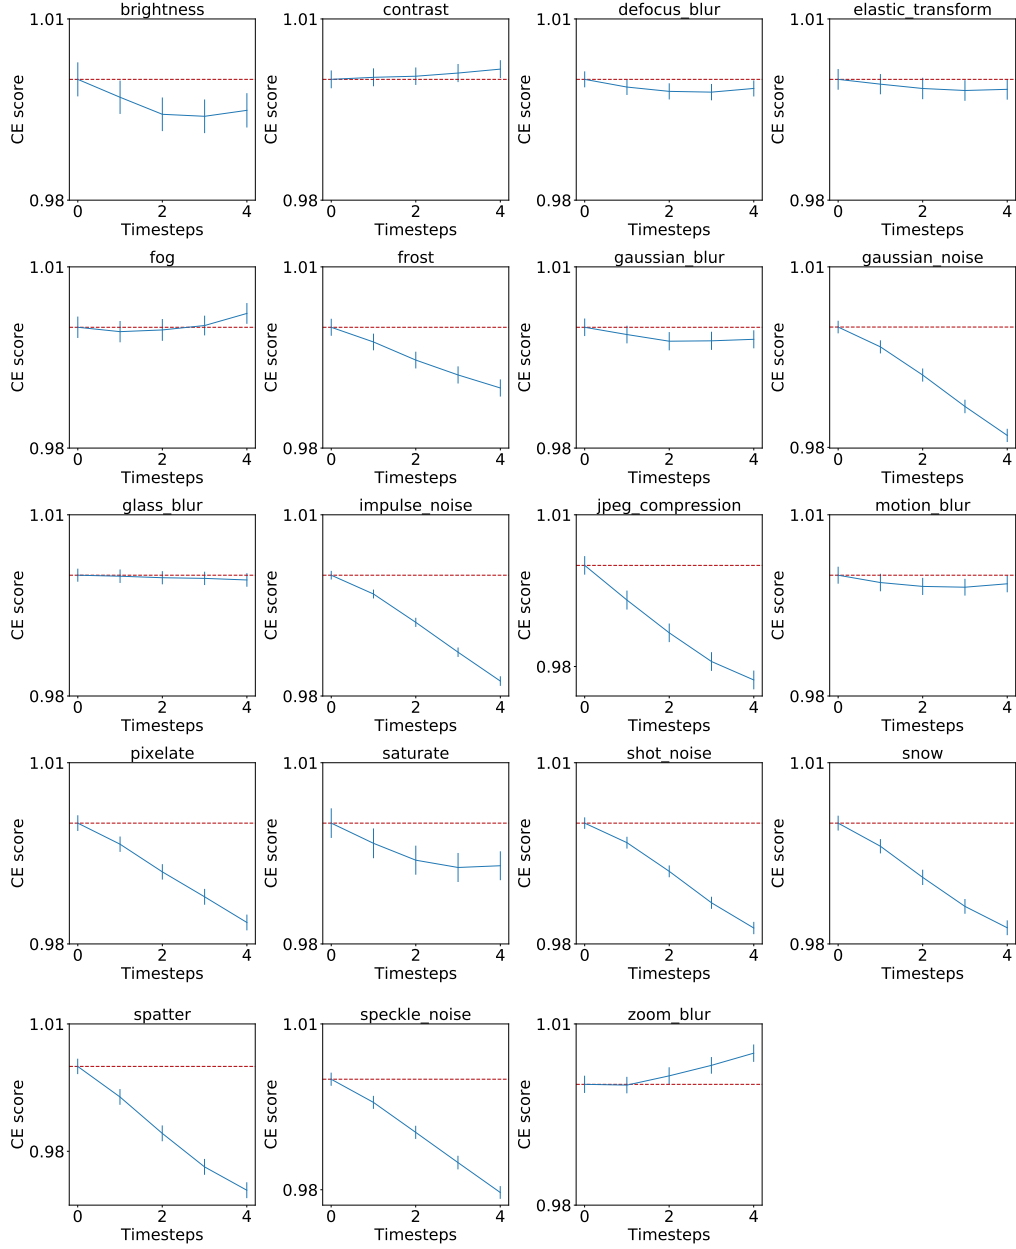 brightness
1.01
CE score
0.98
0 2 4
Timesteps
contrast
1.01
CE score
0.98
0 2 4
Timesteps
defocus_blur
1.01
CE score
0.98
0 2 4
Timesteps
elastic_transform
1.01
CE score
0.98
0 2 4
Timesteps
fog
1.01
CE score
0.98
0 2 4
Timesteps
frost
1.01
CE score
0.98
0 2 4
Timesteps
gaussian_blur
1.01
CE score
0.98
0 2 4
Timesteps
gaussian_noise
1.01
CE score
0.98
0 2 4
Timesteps
glass_blur
1.01
CE score
0.98
0 2 4
Timesteps
impulse_noise
1.01
CE score
0.98
0 2 4
Timesteps
jpeg_compression
1.01
CE score
0.98
0 2 4
Timesteps
motion_blur
1.01
CE score
0.98
0 2 4
Timesteps
pixelate
1.01
CE score
0.98
0 2 4
Timesteps
saturate
1.01
CE score
0.98
0 2 4
Timesteps
shot_noise
1.01
CE score
0.98
0 2 4
Timesteps
snow
1.01
CE score
0.98
0 2 4
Timesteps
spatter
1.01
CE score
0.98
0 2 4
Timesteps
speckle_noise
1.01
CE score
0.98
0 2 4
Timesteps
zoom_blur
1.01
CE score
0.98
0 2 4
Timesteps